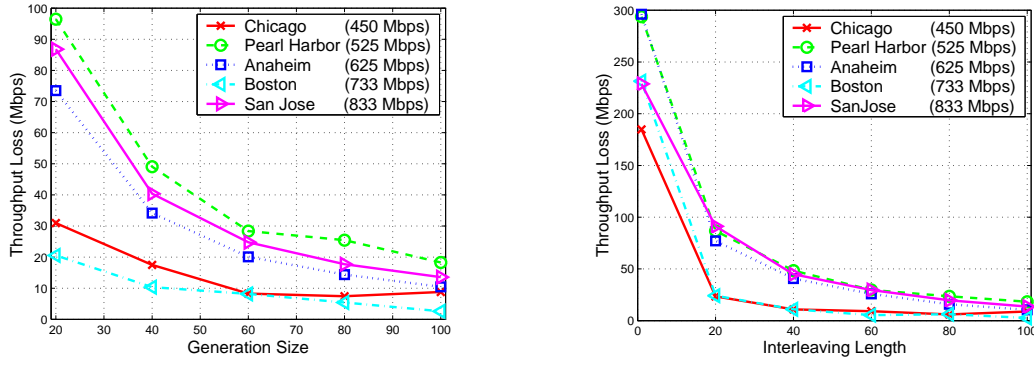 100
90
80
70
60
50
40
30
20
10
0
20 30 40 50 60 70 80 90 100
Generation Size
Throughput Loss (Mbps)
Chicago (450 Mbps)
Pearl Harbor (525 Mbps)
Anaheim (625 Mbps)
Boston (733 Mbps)
San Jose (833 Mbps)
300
250
200
150
100
50
0
0 20 40 60 80 100
Interleaving Length
Throughput Loss (Mbps)
Chicago (450 Mbps)
Pearl Harbor (525 Mbps)
Anaheim (625 Mbps)
Boston (733 Mbps)
SanJose (833 Mbps)